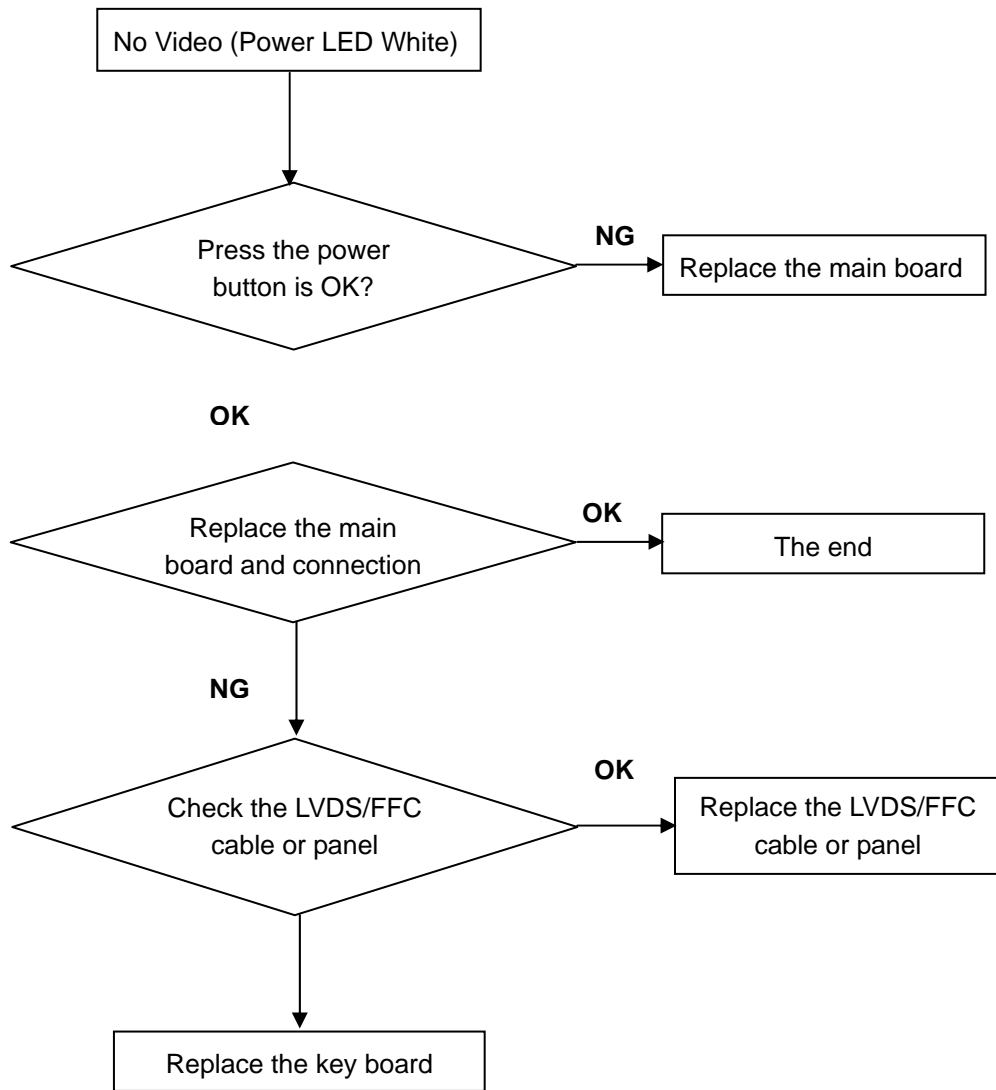 No Video (Power LED White)
Press the power
button is OK?
NG
Replace the main board
OK
Replace the main
board and connection
OK
The end
NG
Check the LVDS/FFC
cable or panel
OK
Replace the LVDS/FFC
cable or panel
Replace the key board